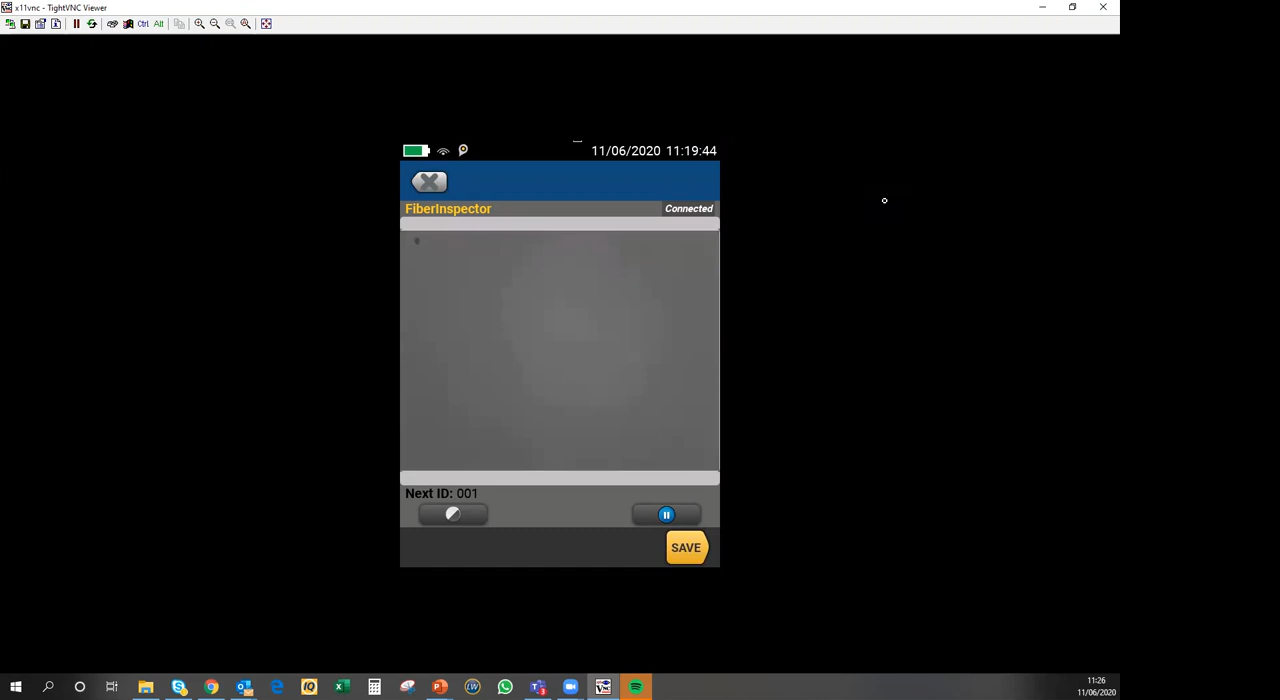 x11vnc - TightVNC Viewer
Ctrl Alt
11/06/2020 11:19:44
FiberInspector
Connected
Next ID: 001
SAVE
11:26
11/06/2020